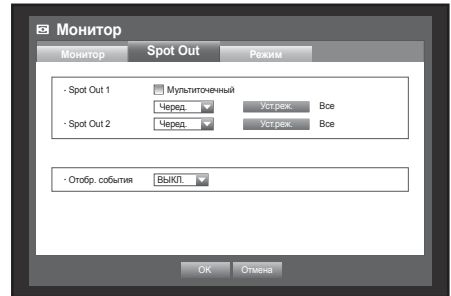 Монитор
Монитор Spot Out Режим
· Spot Out 1 Мультиточечный
Черед. Уст.реж. Все
· Spot Out 2 Черед. Уст.реж. Все
· Отобр. события ВЫКЛ.
OK Отмена